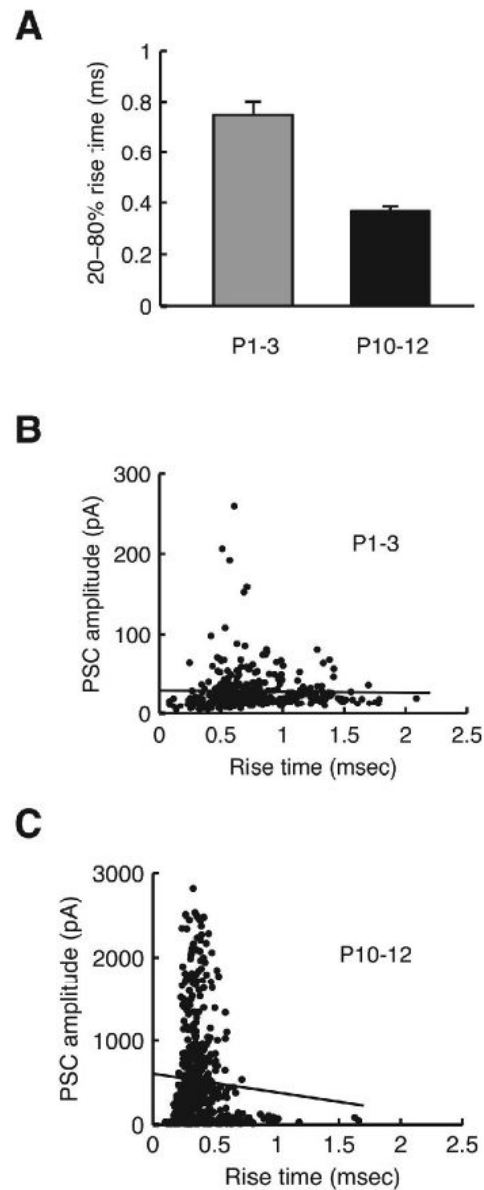 A
20–80% rise time (ms)
1
0.8
0.6
0.4
0.2
0
P1-3
P10-12
B
PSC amplitude (pA)
300
200
100
0
P1-3
0
0.5
1
1.5
2
2.5
Rise time (msec)
C
PSC amplitude (pA)
3000
2000
1000
0
P10-12
0
0.5
1
1.5
2
2.5
Rise time (msec)